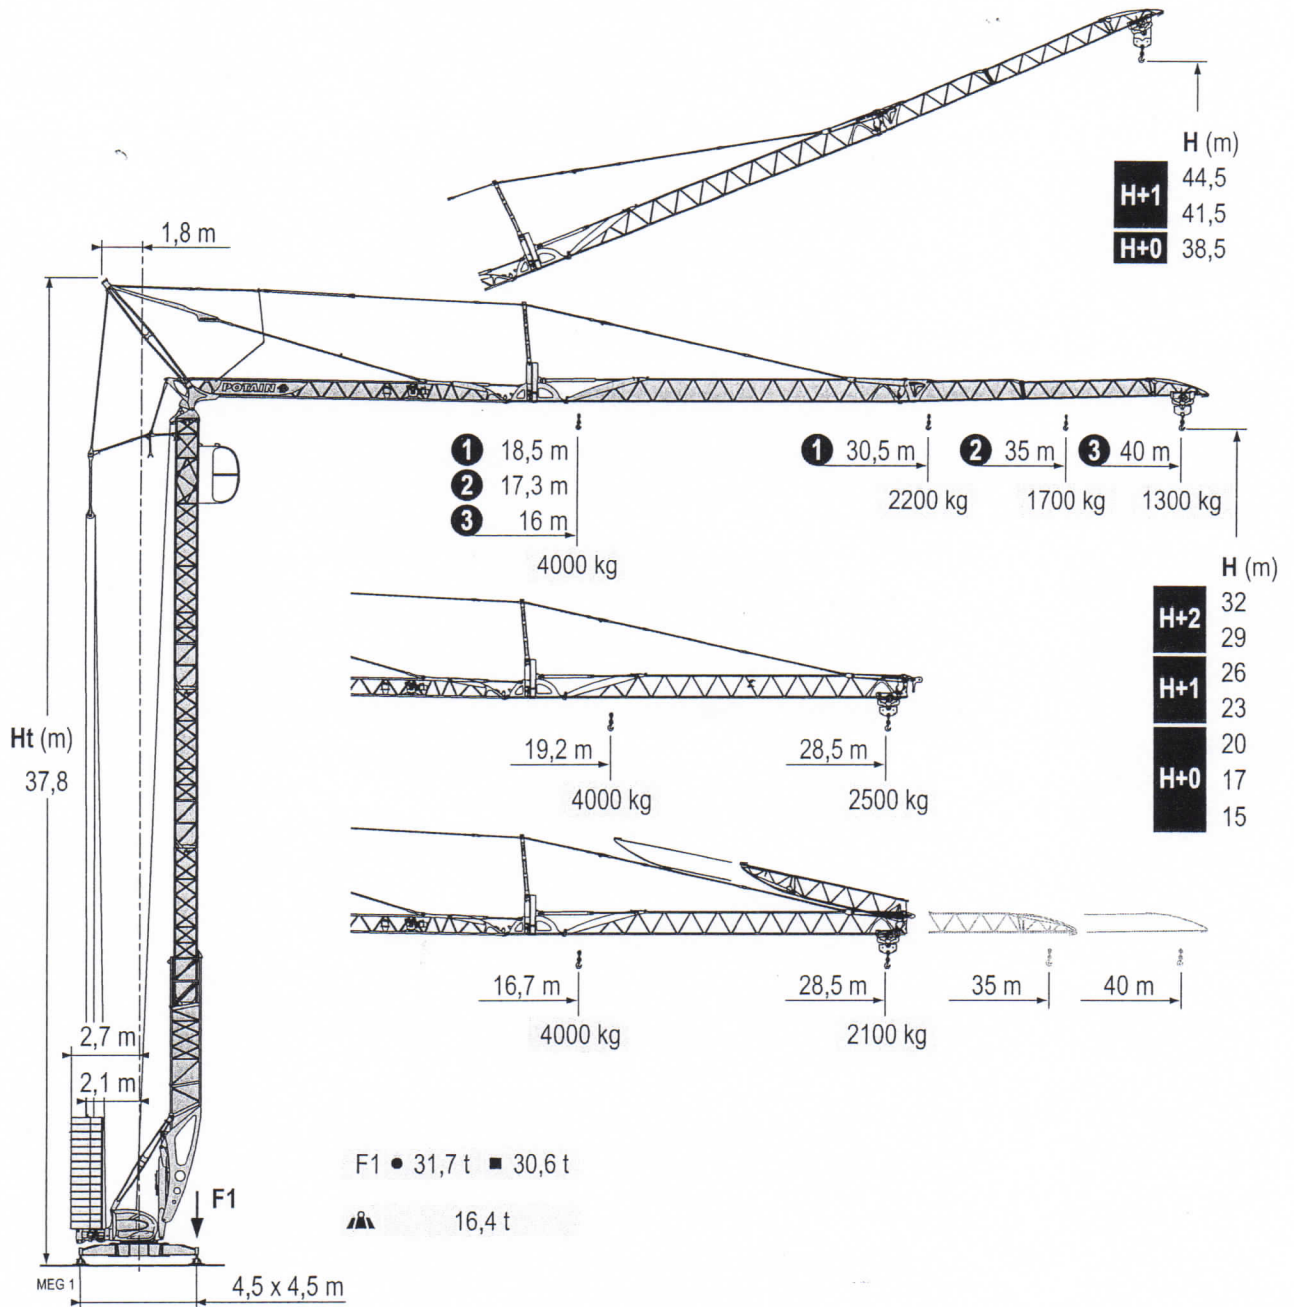 H (m)
H+1 44,5
41,5
H+0 38,5
1,8 m
POTAIN
1 18,5 m
2 17,3 m
3 16 m
4000 kg
1 30,5 m
2200 kg
2 35 m
1700 kg
3 40 m
1300 kg
H (m)
H+2 32
29
H+1 26
23
H+0 20
17
15
Ht (m)
37,8
19,2 m
4000 kg
28,5 m
2500 kg
16,7 m
4000 kg
28,5 m
2100 kg
35 m
40 m
2,7 m
2,1 m
F1 ● 31,7 t ■ 30,6 t
16,4 t
F1
MEG 1
4,5 x 4,5 m